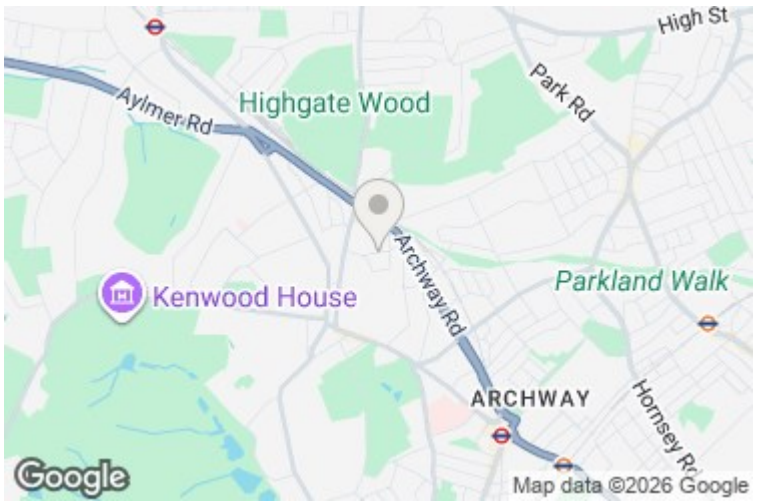 High St
Park Rd
Aylmer Rd
Highgate Wood
Archway Rd
Kenwood House
Parkland Walk
ARCHWAY
Hornsey Rd
Google
Map data ©2026 Google